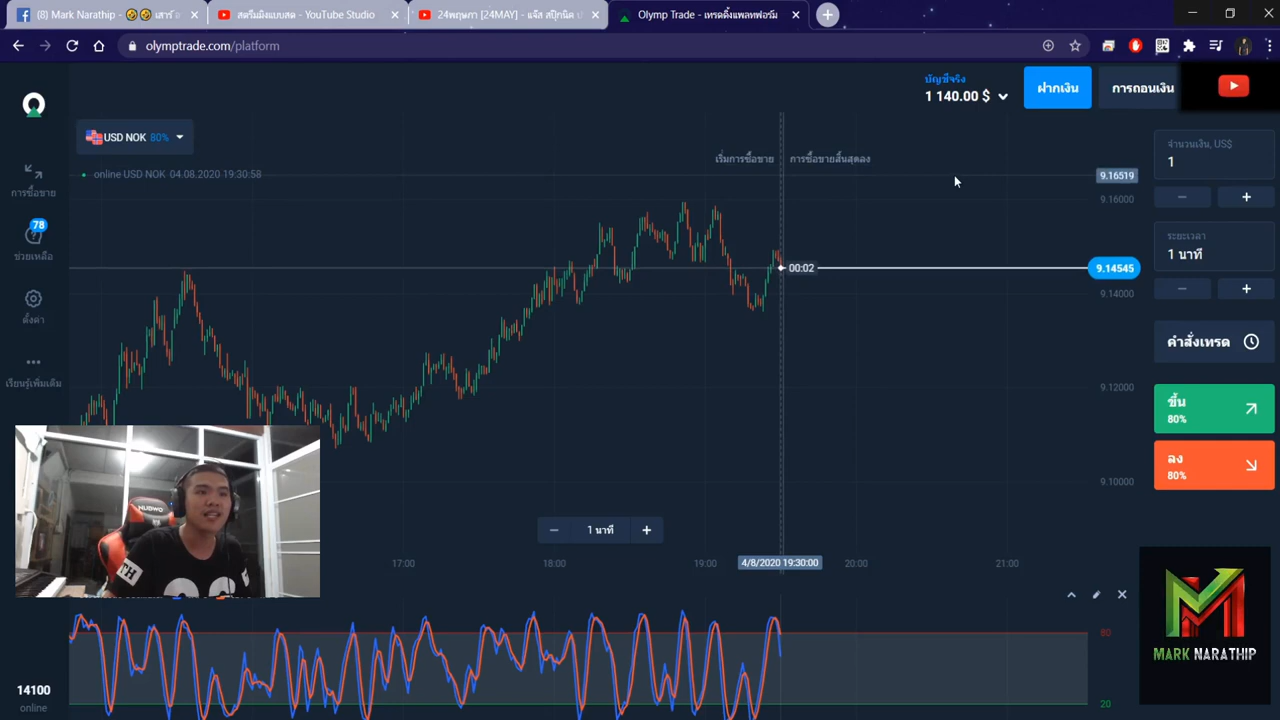 (8) Mark Narathip - 🤣🤣 เสาร์ อ
สตรีมมิงแบบสด - YouTube Studio
24พฤษภา [24MAY] - แจ๊ส สปุ๊กนิค ป
Olymp Trade - เทรดดิ้งแพลทฟอร์ม
olymptrade.com/platform
บัญชีจริง
1 140.00 $
ฝากเงิน
การถอนเงิน
USD NOK 80%
online USD NOK 04.08.2020 19:30:58
เริ่มการซื้อขาย
การซื้อขายสิ้นสุดลง
จำนวนเงิน, US$
1
9.16519
9.16000
การซื้อขาย
78
ช่วยเหลือ
ระยะเวลา
1 นาที
00:02
9.14545
9.14000
ตั้งค่า
คำสั่งเทรด
เรียนรู้เพิ่มเติม
9.12000
ขึ้น
80%
ลง
80%
9.10000
NUBWO
PH
1 นาที
17:00
18:00
19:00
4/8/2020 19:30:00
20:00
21:00
80
20
14100
online
MARK NARATHIP